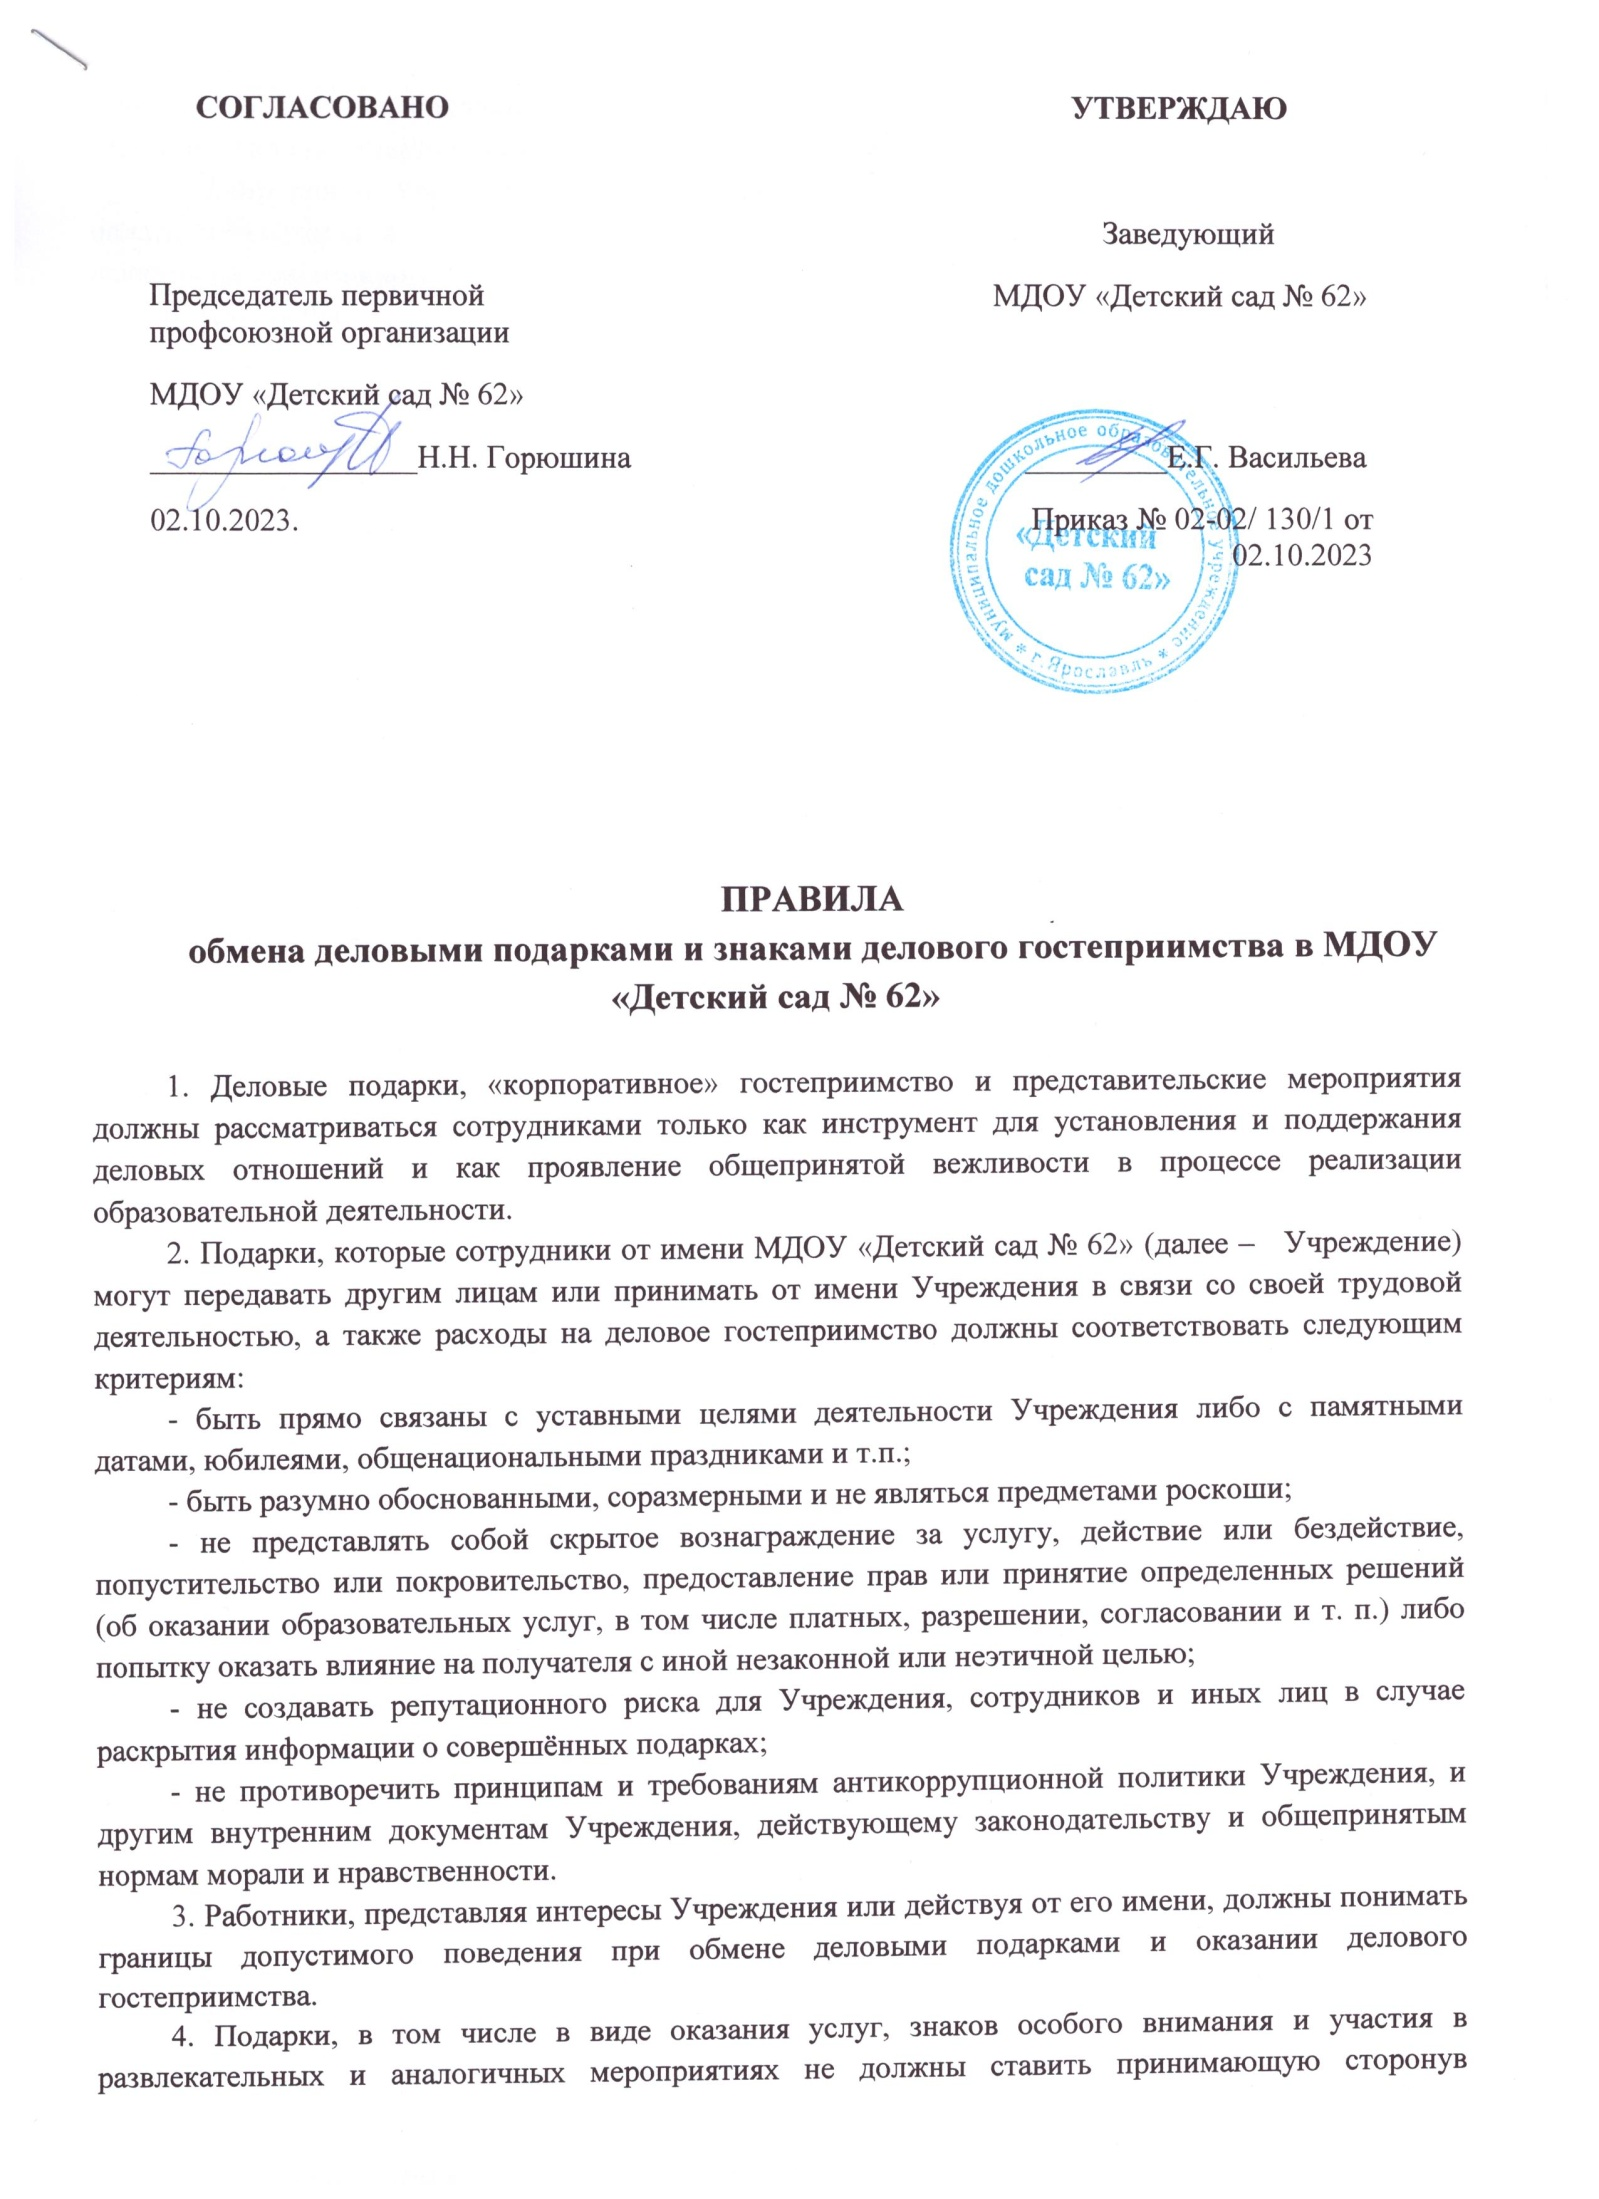 СОГЛАСОВАНО
УТВЕРЖДАЮ
Заведующий
Председатель первичной
профсоюзной организации
МДОУ «Детский сад № 62»
МДОУ «Детский сад № 62»
Н.Н. Горюшина
Е.Г. Васильева
02.10.2023.
Приказ № 02-02/ 130/1 от
02.10.2023
муниципальное дошкольное образовательное учреждение * г.Ярославль *
«Детский
сад № 62»
ПРАВИЛА
обмена деловыми подарками и знаками делового гостеприимства в МДОУ
«Детский сад № 62»
1. Деловые подарки, «корпоративное» гостеприимство и представительские мероприятия
должны рассматриваться сотрудниками только как инструмент для установления и поддержания
деловых отношений и как проявление общепринятой вежливости в процессе реализации
образовательной деятельности.
2. Подарки, которые сотрудники от имени МДОУ «Детский сад № 62» (далее – Учреждение)
могут передавать другим лицам или принимать от имени Учреждения в связи со своей трудовой
деятельностью, а также расходы на деловое гостеприимство должны соответствовать следующим
критериям:
- быть прямо связаны с уставными целями деятельности Учреждения либо с памятными
датами, юбилеями, общенациональными праздниками и т.п.;
- быть разумно обоснованными, соразмерными и не являться предметами роскоши;
- не представлять собой скрытое вознаграждение за услугу, действие или бездействие,
попустительство или покровительство, предоставление прав или принятие определенных решений
(об оказании образовательных услуг, в том числе платных, разрешении, согласовании и т. п.) либо
попытку оказать влияние на получателя с иной незаконной или неэтичной целью;
- не создавать репутационного риска для Учреждения, сотрудников и иных лиц в случае
раскрытия информации о совершённых подарках;
- не противоречить принципам и требованиям антикоррупционной политики Учреждения, и
другим внутренним документам Учреждения, действующему законодательству и общепринятым
нормам морали и нравственности.
3. Работники, представляя интересы Учреждения или действуя от его имени, должны понимать
границы допустимого поведения при обмене деловыми подарками и оказании делового
гостеприимства.
4. Подарки, в том числе в виде оказания услуг, знаков особого внимания и участия в
развлекательных и аналогичных мероприятиях не должны ставить принимающую сторонув